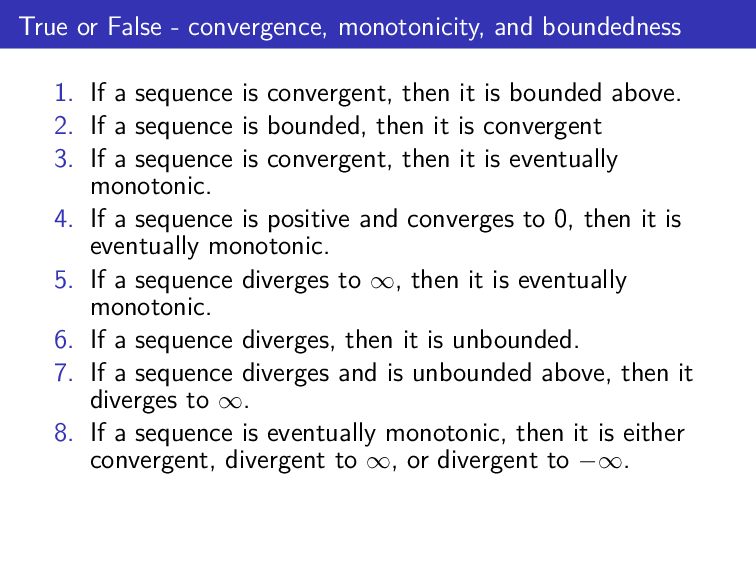 True or False - convergence, monotonicity, and boundedness
1. If a sequence is convergent, then it is bounded above.
2. If a sequence is bounded, then it is convergent
3. If a sequence is convergent, then it is eventually
monotonic.
4. If a sequence is positive and converges to 0, then it is
eventually monotonic.
5. If a sequence diverges to ∞, then it is eventually
monotonic.
6. If a sequence diverges, then it is unbounded.
7. If a sequence diverges and is unbounded above, then it
diverges to ∞.
8. If a sequence is eventually monotonic, then it is either
convergent, divergent to ∞, or divergent to −∞.